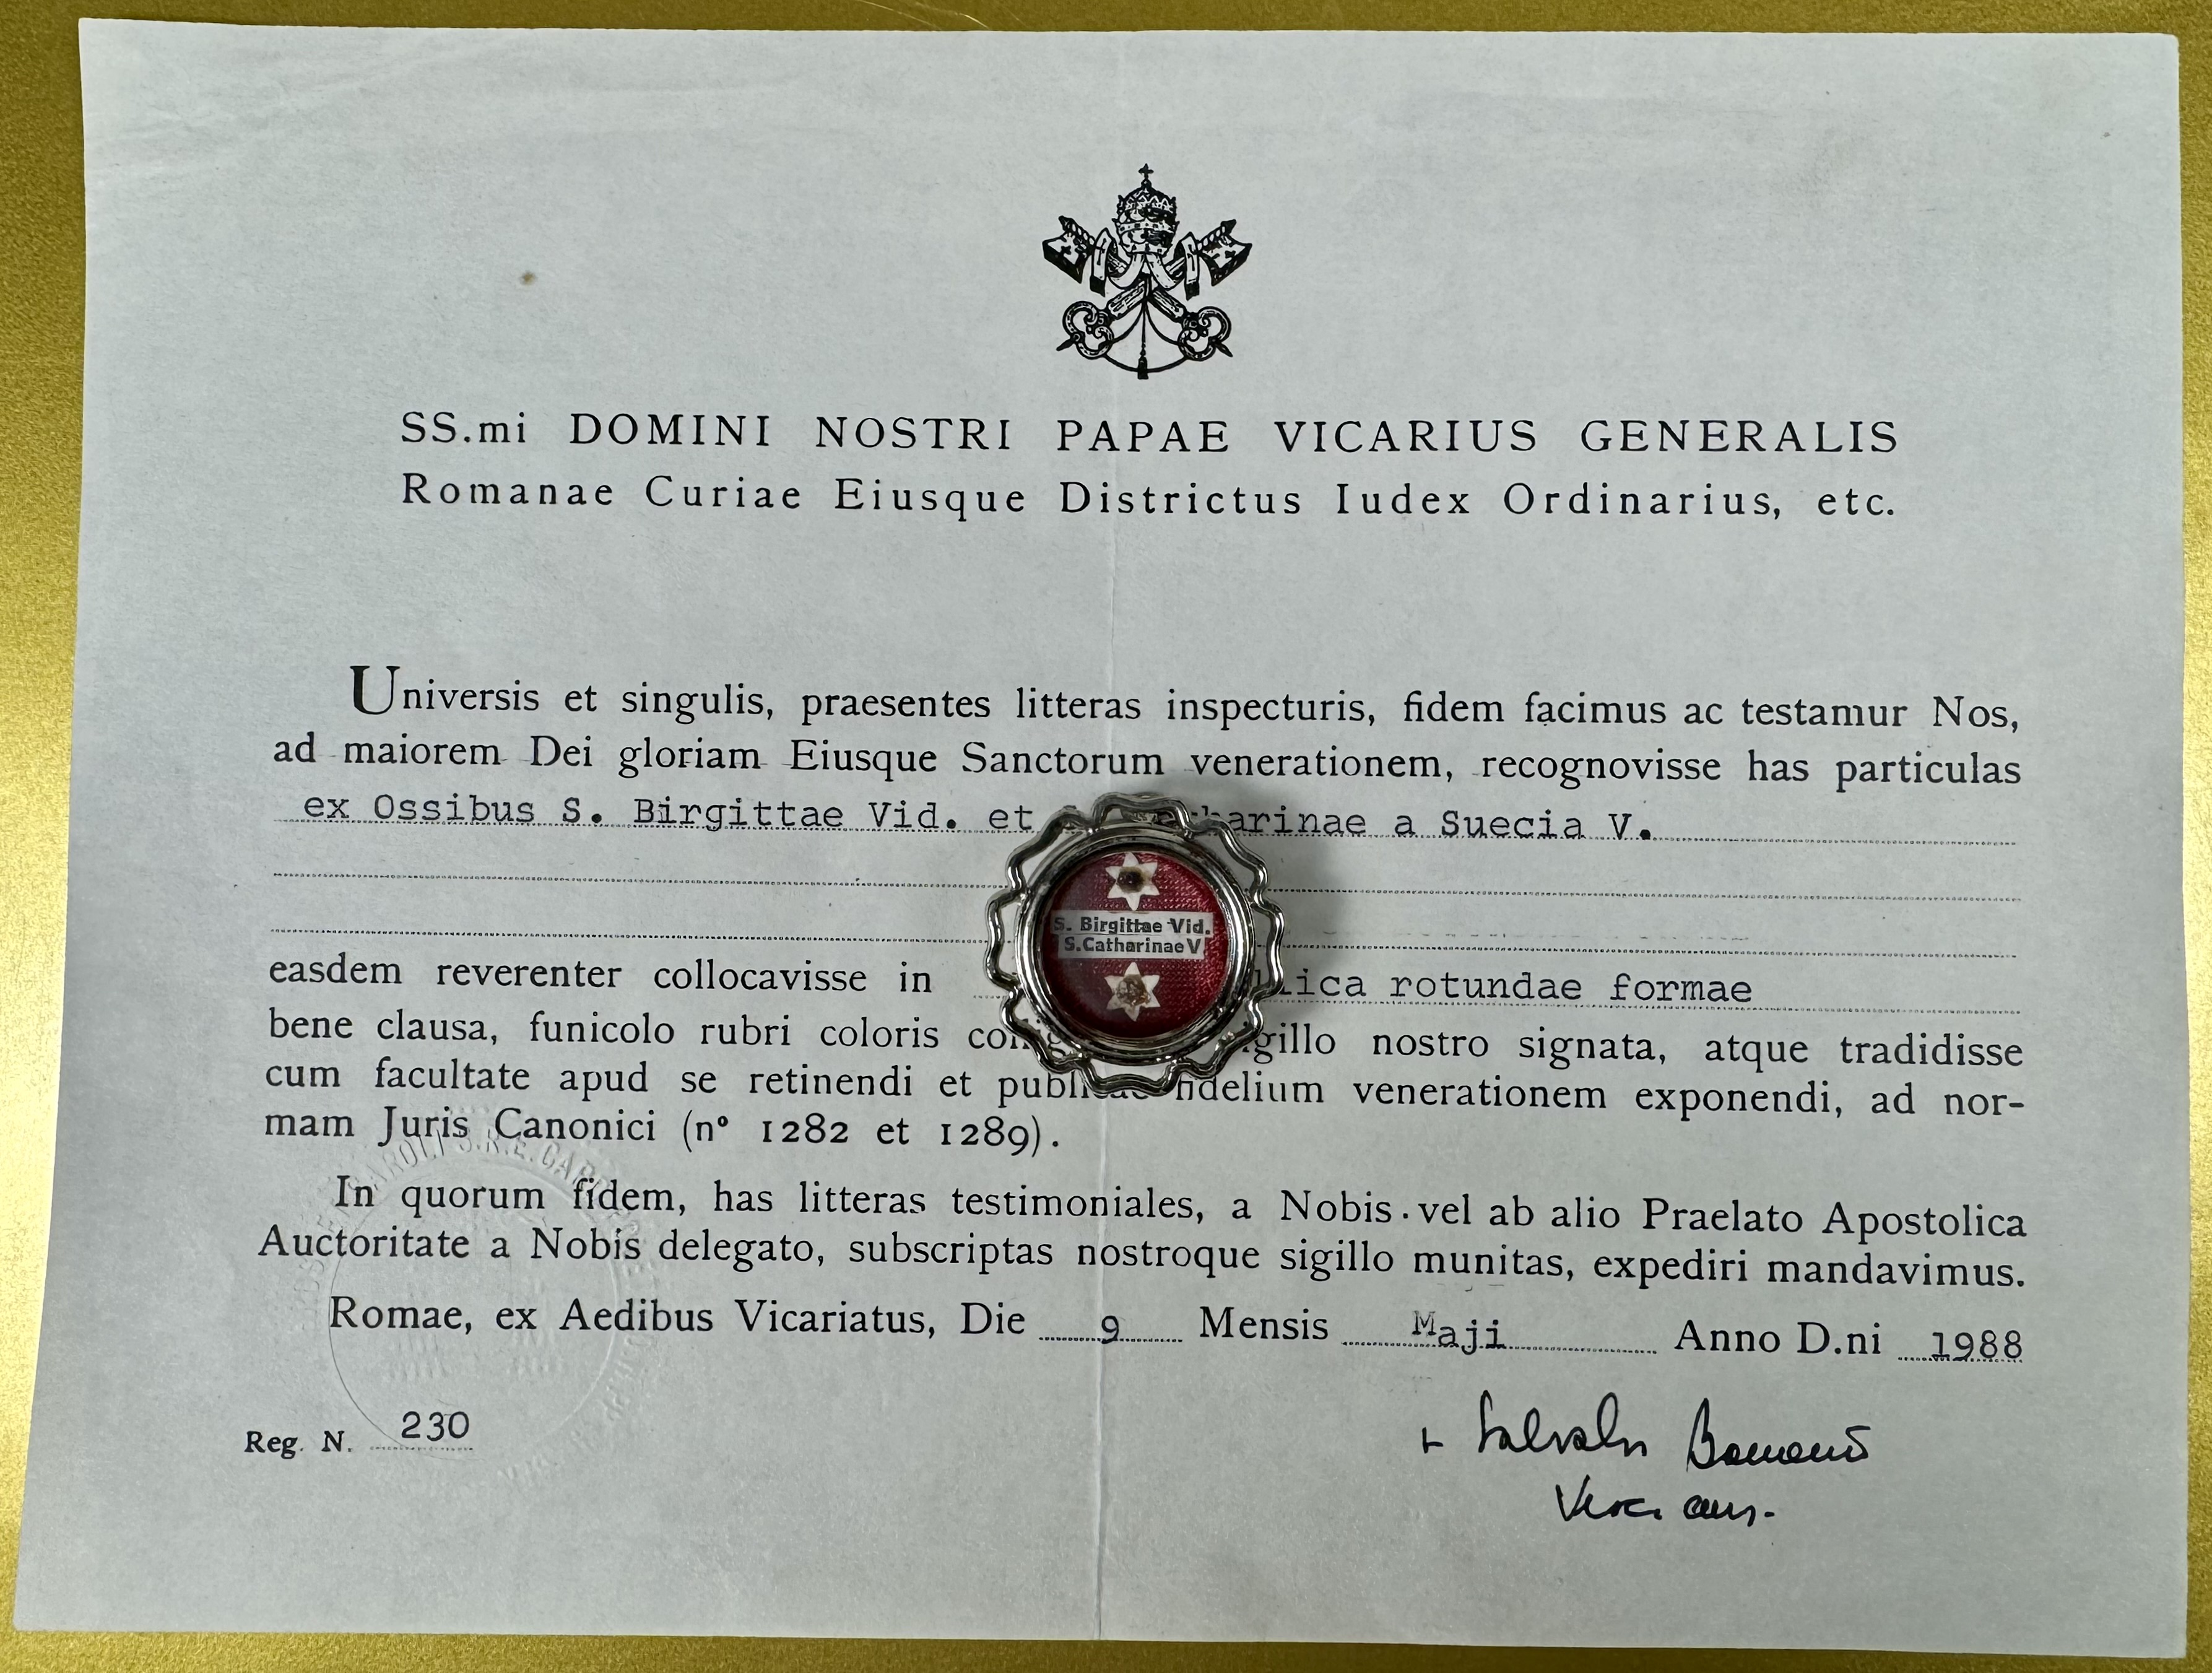 SS.mi DOMINI NOSTRI PAPAE VICARIUS GENERALIS
Romanae Curiae Eiusque Districtus Iudex Ordinarius, etc.
Universis et singulis, praesentes litteras inspecturis, fidem facimus ac testamur Nos,
ad maiorem Dei gloriam Eiusque Sanctorum venerationem, recognovisse has particulas
ex Ossibus S. Birgittae Vid. et arinae a Suecia V.
S. Birgittae Vid.
S.Catharinae V
easdem reverenter collocavisse in lica rotundae formae
bene clausa, funicolo rubri coloris igillo nostro signata, atque tradidisse
cum facultate apud se retinendi et fidelium venerationem exponendi, ad nor-
mam Juris Canonici (n° 1282 et 1289).
In quorum fidem, has litteras testimoniales, a Nobis vel ab alio Praelato Apostolica
Auctoritate a Nobis delegato, subscriptas nostroque sigillo munitas, expediri mandavimus.
Romae, ex Aedibus Vicariatus, Die 9 Mensis Maji Anno D.ni 1988
Reg. N. 230